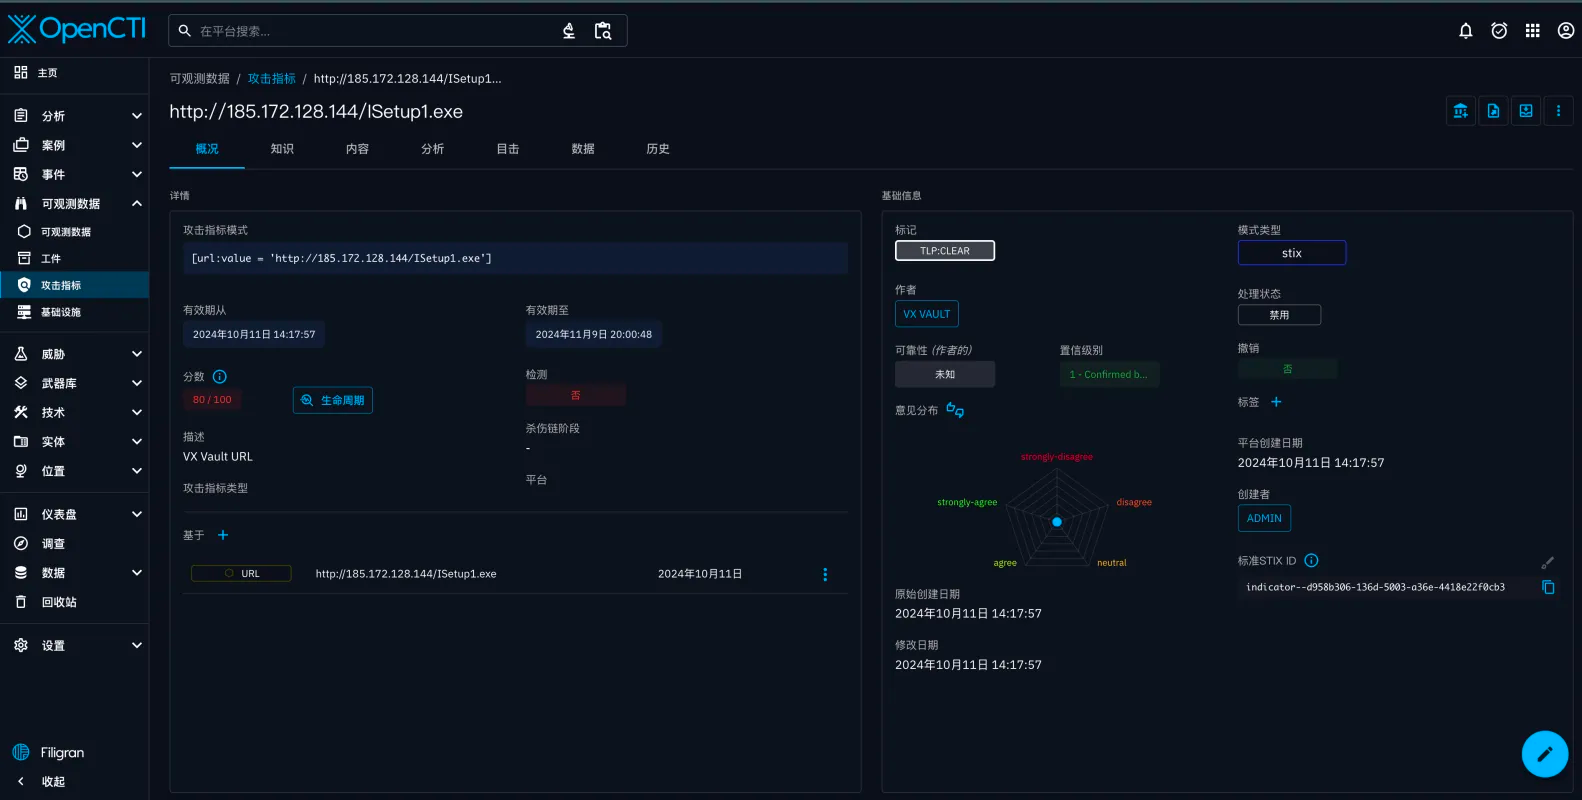 OpenCTI
在平台搜索...
主页
分析
案例
事件
可观测数据
可观测数据
工件
攻击指标
基础设施
威胁
武器库
技术
实体
位置
仪表盘
调查
数据
回收站
设置
Filigran
收起
可观测数据 / 攻击指标 / http://185.172.128.144/ISetup1...
http://185.172.128.144/ISetup1.exe
概况 知识 内容 分析 目击 数据 历史
详情
攻击指标模式
[url:value = 'http://185.172.128.144/ISetup1.exe']
有效期从
2024年10月11日 14:17:57
有效期至
2024年11月9日 20:00:48
分数
80 / 100
生命周期
检测
否
描述
VX Vault URL
杀伤链阶段
-
攻击指标类型
平台
基于
URL http://185.172.128.144/ISetup1.exe 2024年10月11日
基础信息
标记
TLP:CLEAR
模式类型
stix
作者
VX VAULT
处理状态
禁用
可靠性 (作者的)
未知
置信级别
1 - Confirmed b...
撤销
否
意见分布
标签
strongly-disagree
strongly-agree
disagree
agree
neutral
平台创建日期
2024年10月11日 14:17:57
创建者
ADMIN
标准STIX ID
indicator--d958b306-136d-5003-a36e-4418e22f0cb3
原始创建日期
2024年10月11日 14:17:57
修改日期
2024年10月11日 14:17:57